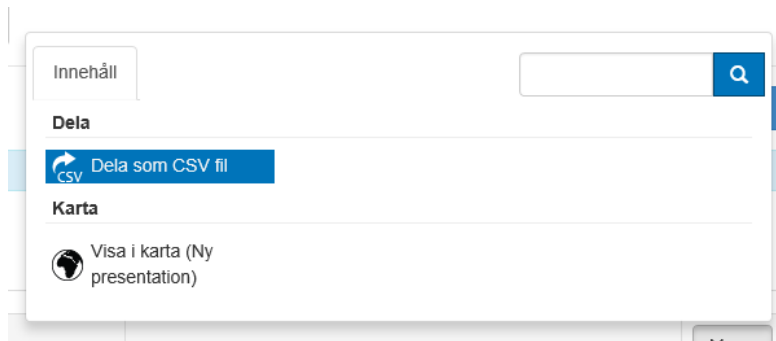 Innehåll
Dela
CSV Dela som CSV fil
Karta
Visa i karta (Ny
presentation)